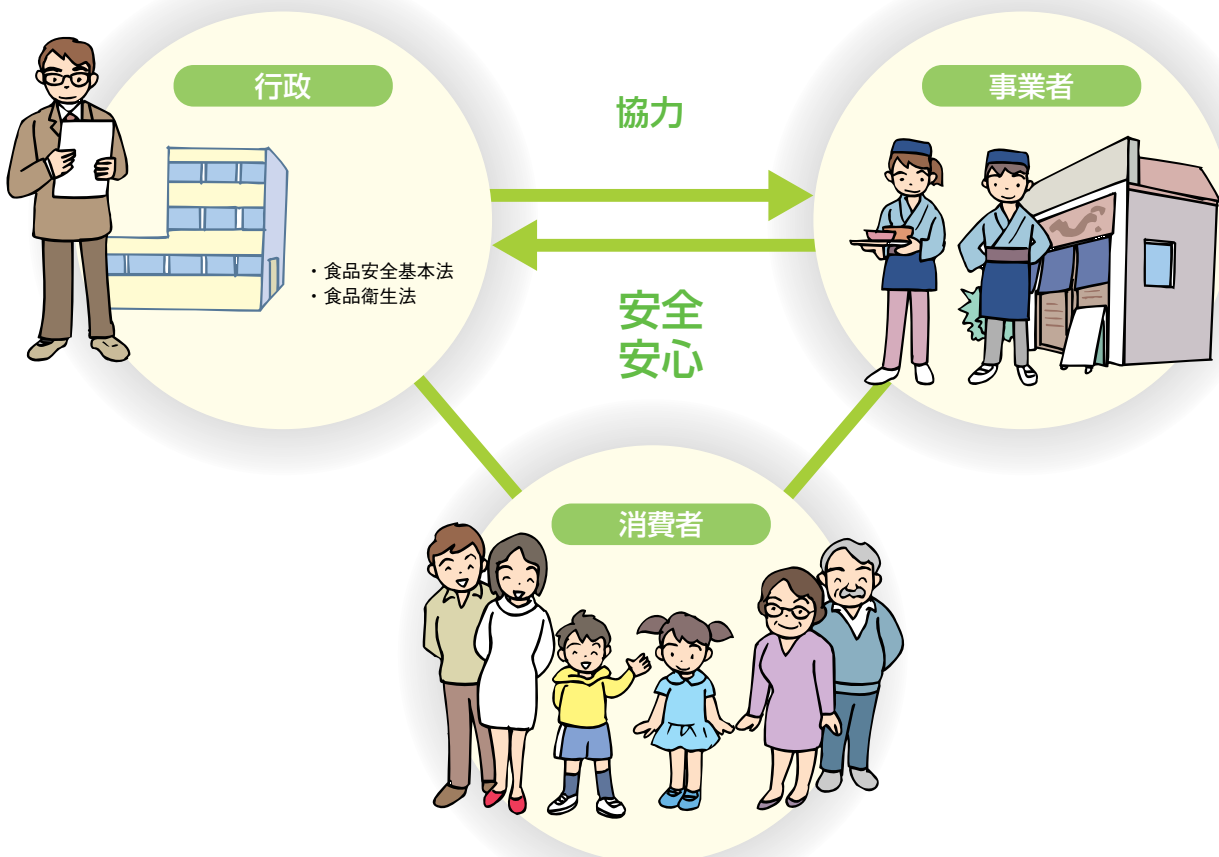 行政
事業者
協力
・食品安全基本法
・食品衛生法
安全
安心
消費者